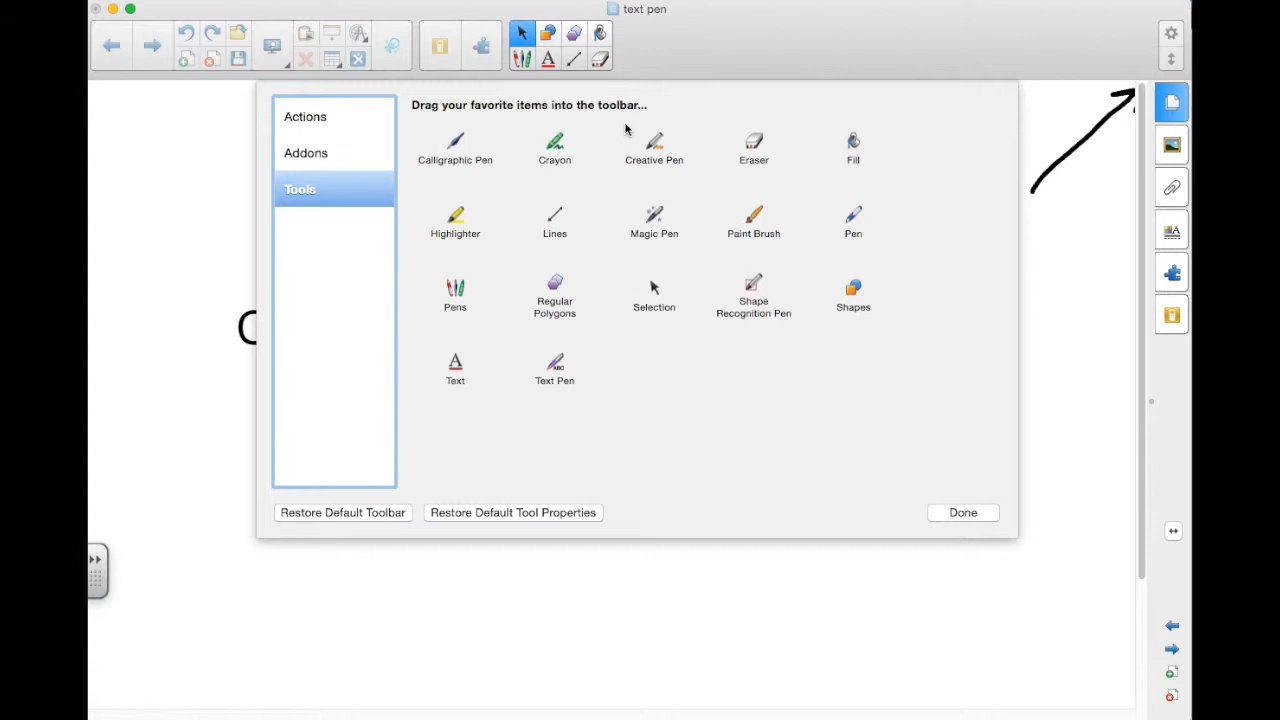 text pen
Drag your favorite items into the toolbar...
Actions
Addons
Tools
Calligraphic Pen
Crayon
Creative Pen
Eraser
Fill
Highlighter
Lines
Magic Pen
Paint Brush
Pen
Pens
Regular
Polygons
Selection
Shape
Recognition Pen
Shapes
Text
Text Pen
Restore Default Toolbar
Restore Default Tool Properties
Done